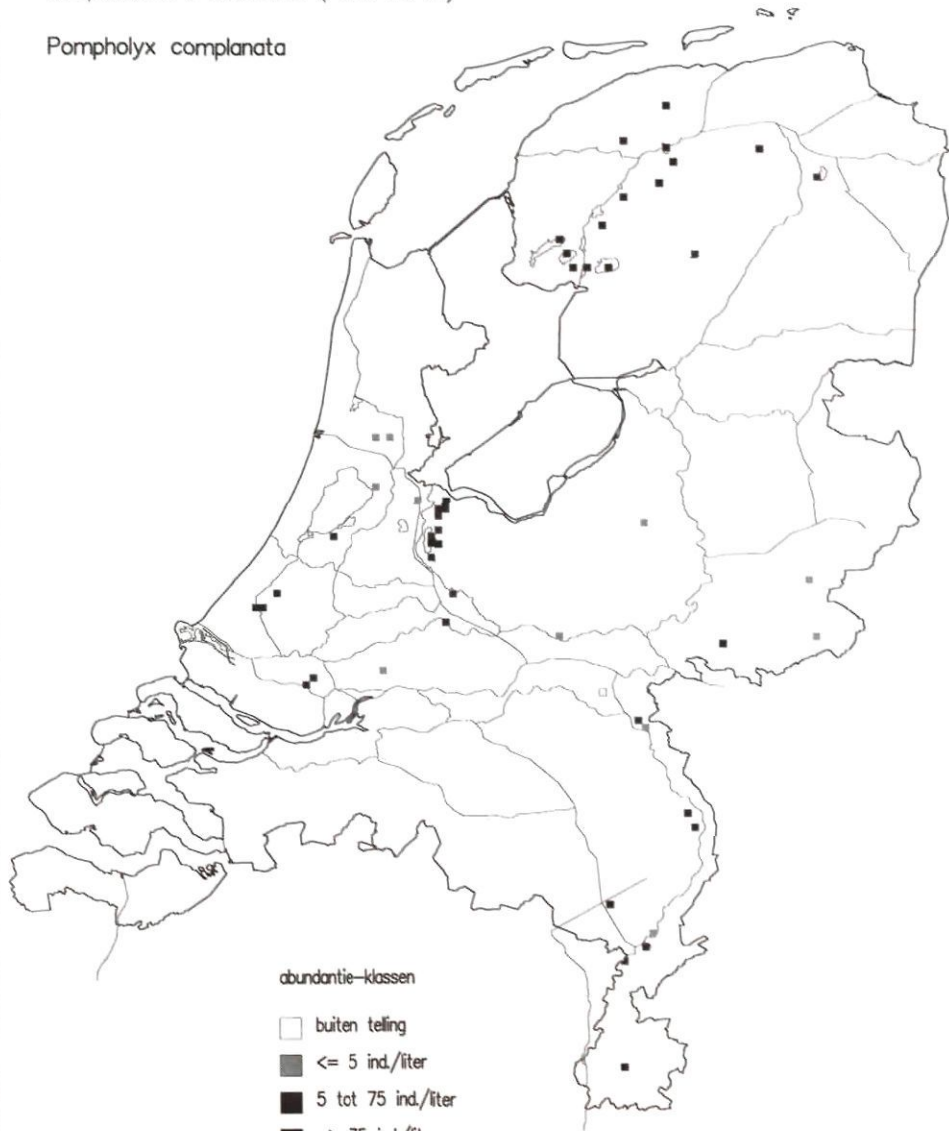 Pompholyx complanata
abundantie-klassen
buiten telling
<= 5 ind./liter
5 tot 75 ind./liter